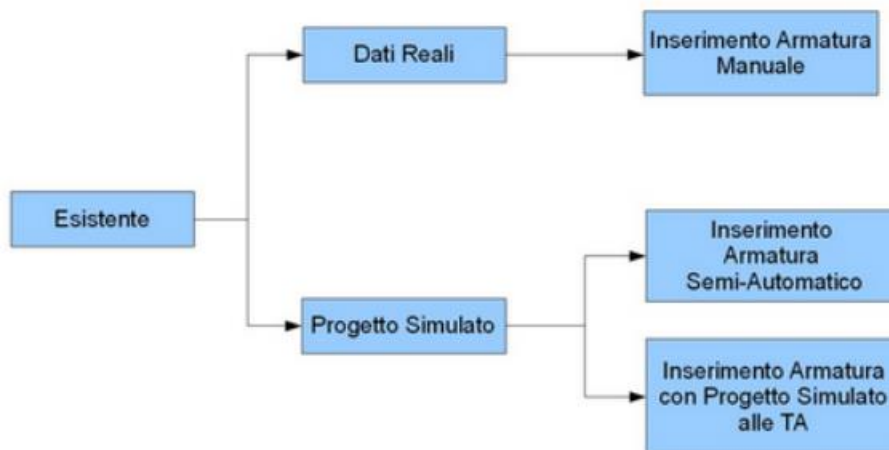 Dati Reali
Inserimento Armatura
Manuale
Esistente
Inserimento
Armatura
Semi-Automatico
Progetto Simulato
Inserimento Armatura
con Progetto Simulato
alle TA